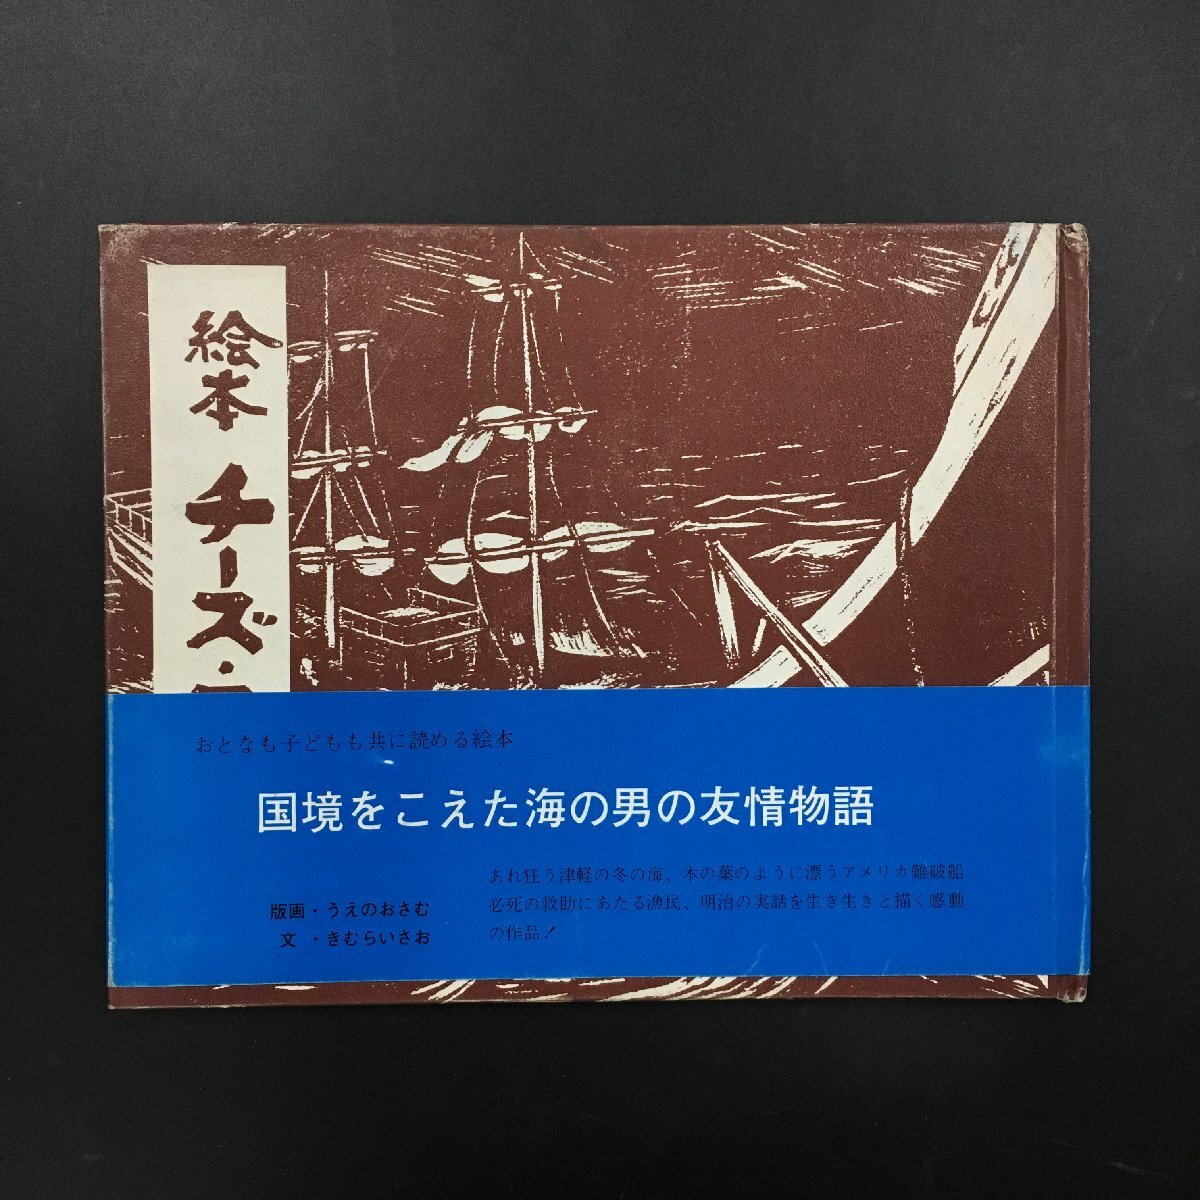 絵本 チーズ・
おとなも子どもも共に読める絵本
国境をこえた海の男の友情物語
あれ狂う津軽の冬の海、木の葉のように漂うアメリカ難破船
必死の救助にあたる漁民、明治の実話を生き生きと描く感動
の作品！
版画・うえのおさむ
文・きむらいさお